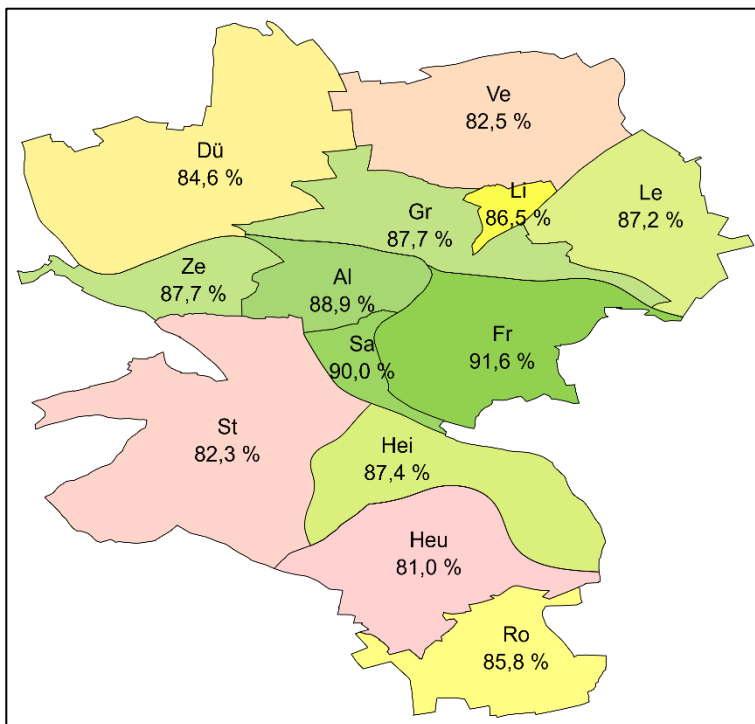 Ve
82,5 %
Dü
84,6 %
Li
86,5 %
Le
87,2 %
Gr
87,7 %
Ze
87,7 %
Al
88,9 %
Sa
90,0 %
Fr
91,6 %
St
82,3 %
Hei
87,4 %
Heu
81,0 %
Ro
85,8 %